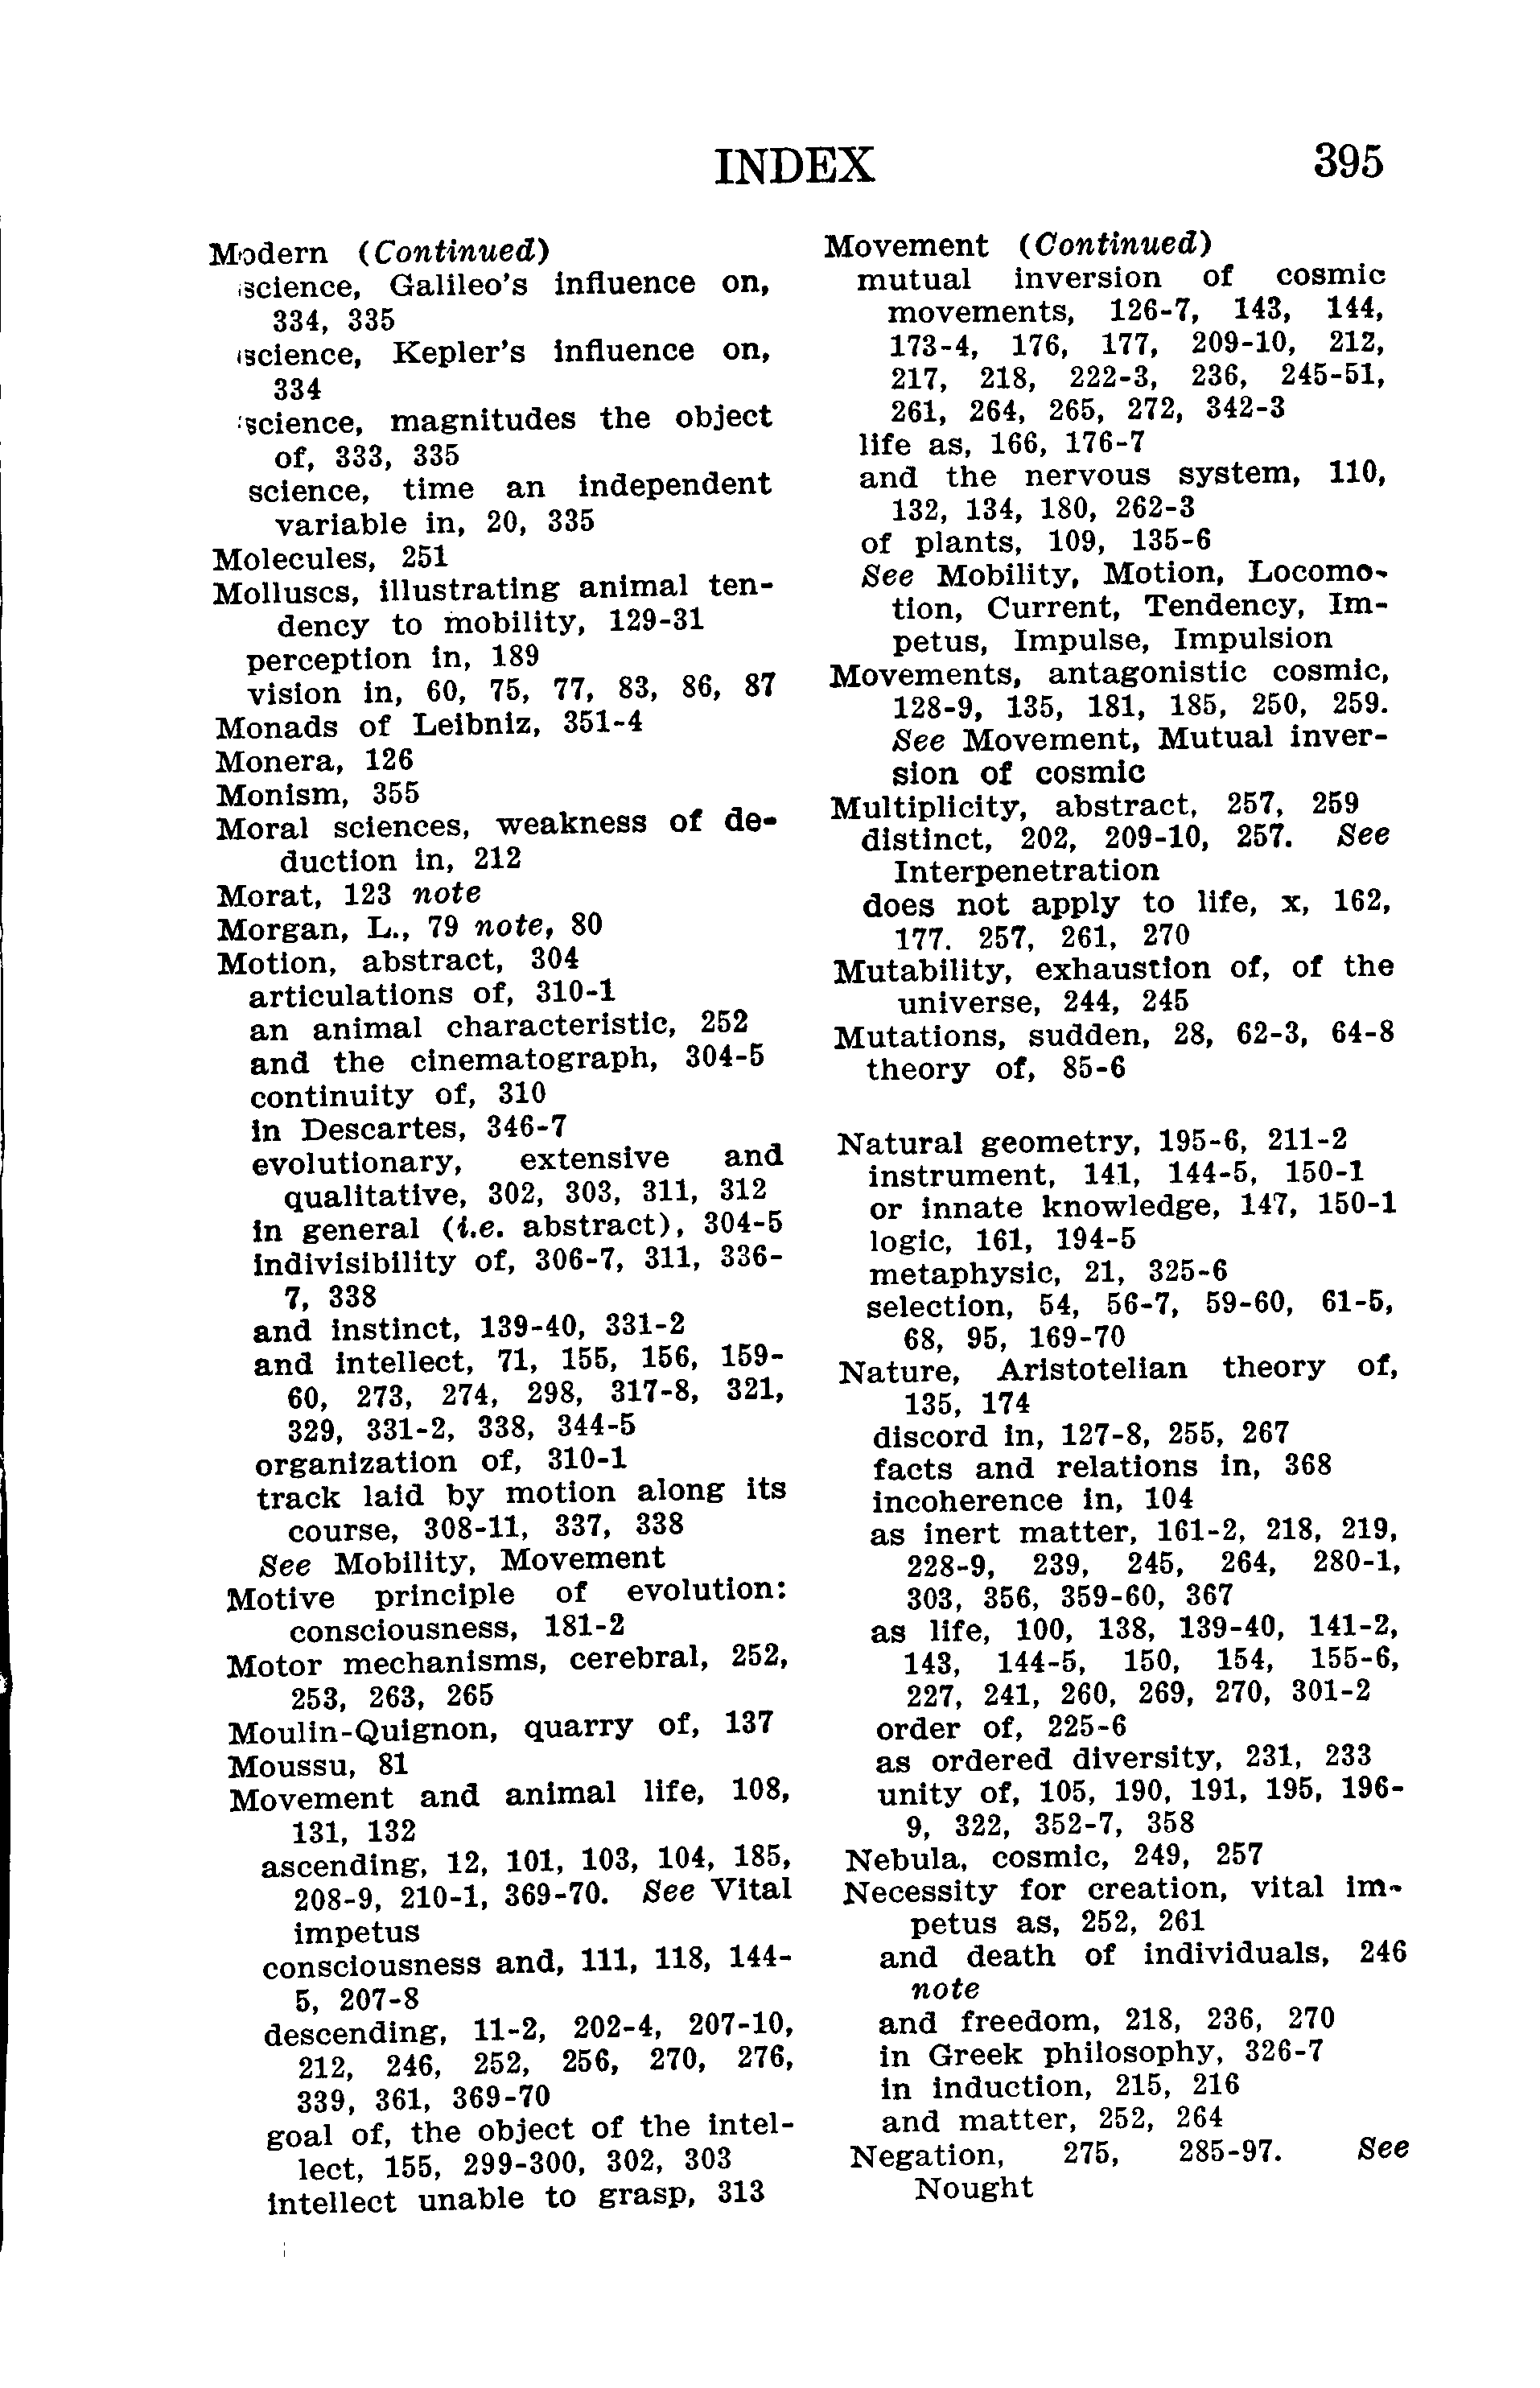 INDEX 395
Modern (Continued)
science, Galileo's influence on,
334, 335
science, Kepler's influence on,
334
science, magnitudes the object
of, 333, 335
science, time an independent
variable in, 20, 335
Molecules, 251
Molluscs, illustrating animal ten-
dency to mobility, 129-31
perception in, 189
vision in, 60, 75, 77, 83, 86, 87
Monads of Leibniz, 351-4
Monera, 126
Monism, 355
Moral sciences, weakness of de-
duction in, 212
Morat, 123 note
Morgan, L., 79 note, 80
Motion, abstract, 304
articulations of, 310-1
an animal characteristic, 252
and the cinematograph, 304-5
continuity of, 310
in Descartes, 346-7
evolutionary, extensive and
qualitative, 302, 303, 311, 312
in general (i.e. abstract), 304-5
indivisibility of, 306-7, 311, 336-
7, 338
and instinct, 139-40, 331-2
and intellect, 71, 155, 156, 159-
60, 273, 274, 298, 317-8, 321,
329, 331-2, 338, 344-5
organization of, 310-1
track laid by motion along its
course, 308-11, 337, 338
See Mobility, Movement
Motive principle of evolution:
consciousness, 181-2
Motor mechanisms, cerebral, 252,
253, 263, 265
Moulin-Quignon, quarry of, 137
Moussu, 81
Movement and animal life, 108,
131, 132
ascending, 12, 101, 103, 104, 185,
208-9, 210-1, 369-70. See Vital
impetus
consciousness and, 111, 118, 144-
5, 207-8
descending, 11-2, 202-4, 207-10,
212, 246, 252, 256, 270, 276,
339, 361, 369-70
goal of, the object of the intel-
lect, 155, 299-300, 302, 303
intellect unable to grasp, 313
Movement (Continued)
mutual inversion of cosmic
movements, 126-7, 143, 144,
173-4, 176, 177, 209-10, 212,
217, 218, 222-3, 236, 245-51,
261, 264, 265, 272, 342-3
life as, 166, 176-7
and the nervous system, 110,
132, 134, 180, 262-3
of plants, 109, 135-6
See Mobility, Motion, Locomo-
tion, Current, Tendency, Im-
petus, Impulse, Impulsion
Movements, antagonistic cosmic,
128-9, 135, 181, 185, 250, 259.
See Movement, Mutual inver-
sion of cosmic
Multiplicity, abstract, 257, 259
distinct, 202, 209-10, 257. See
Interpenetration
does not apply to life, x, 162,
177. 257, 261, 270
Mutability, exhaustion of, of the
universe, 244, 245
Mutations, sudden, 28, 62-3, 64-8
theory of, 85-6
Natural geometry, 195-6, 211-2
instrument, 141, 144-5, 150-1
or innate knowledge, 147, 150-1
logic, 161, 194-5
metaphysic, 21, 325-6
selection, 54, 56-7, 59-60, 61-5,
68, 95, 169-70
Nature, Aristotelian theory of,
135, 174
discord in, 127-8, 255, 267
facts and relations in, 368
incoherence in, 104
as inert matter, 161-2, 218, 219,
228-9, 239, 245, 264, 280-1,
303, 356, 359-60, 367
as life, 100, 138, 139-40, 141-2,
143, 144-5, 150, 154, 155-6,
227, 241, 260, 269, 270, 301-2
order of, 225-6
as ordered diversity, 231, 233
unity of, 105, 190, 191, 195, 196-
9, 322, 352-7, 358
Nebula, cosmic, 249, 257
Necessity for creation, vital im-
petus as, 252, 261
and death of individuals, 246
note
and freedom, 218, 236, 270
in Greek philosophy, 326-7
in induction, 215, 216
and matter, 252, 264
Negation, 275, 285-97. See
Nought